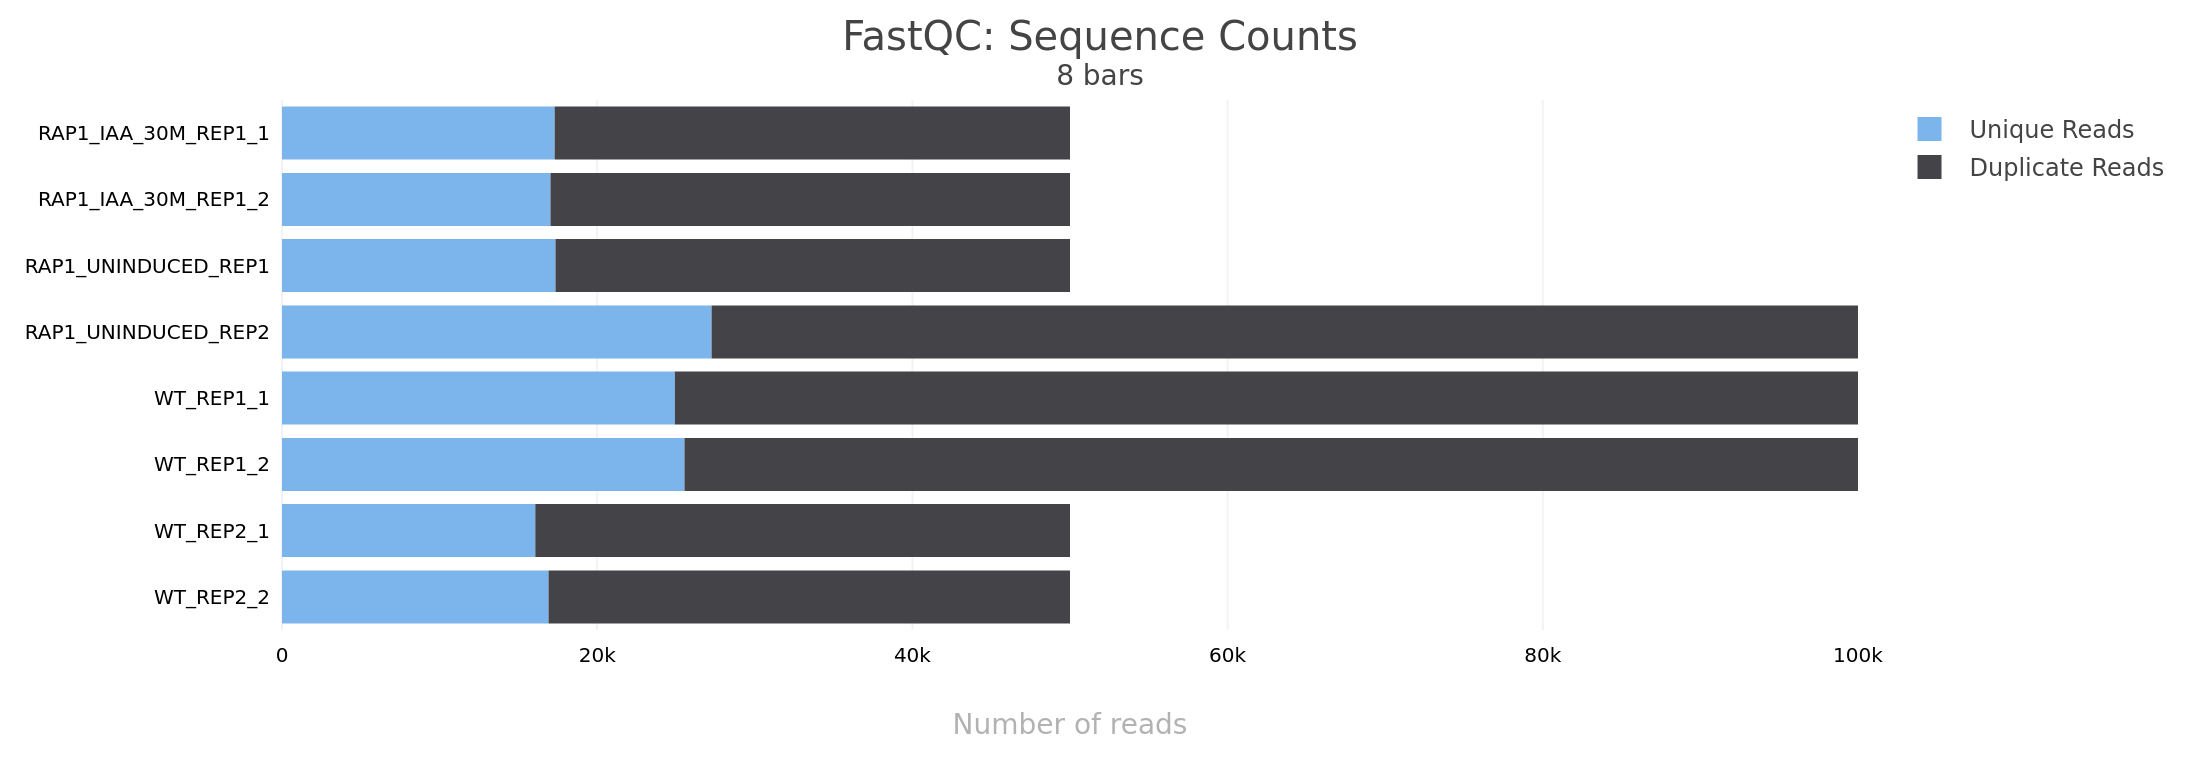 FastQC: Sequence Counts
8 bars
RAP1_IAA_30M_REP1_1
RAP1_IAA_30M_REP1_2
RAP1_UNINDUCED_REP1
RAP1_UNINDUCED_REP2
WT_REP1_1
WT_REP1_2
WT_REP2_1
WT_REP2_2
0 20k 40k 60k 80k 100k
Number of reads
Unique Reads
Duplicate Reads